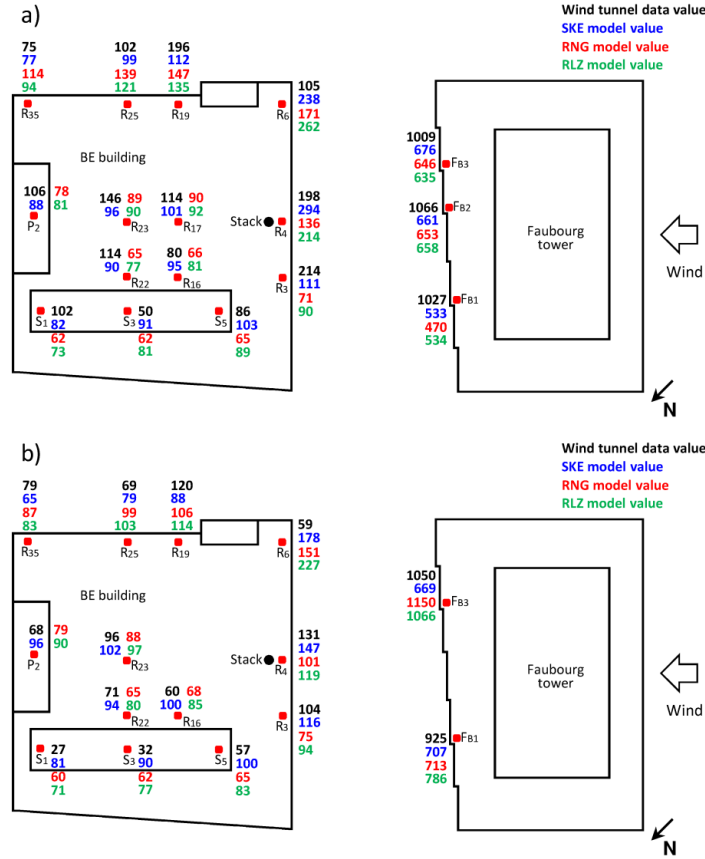 a)
Wind tunnel data value
SKE model value
RNG model value
RLZ model value
75 102 196
77 99 112
114 139 147
94 121 135
R35 R25 R19 R6
105
238
171
262
BE building
106 78
88 81
P2
146 89
96 90
R23
114 90
101 92
R17
Stack
R4
198
294
136
214
114 65
90 77
R22
80 66
95 81
R16
R3
214
111
71
90
S1 102
82
62
73
S3 50
91
62
81
S5 86
103
65
89
1009
676
646
635
FB3
1066
661
653
658
FB2
1027
533
470
534
FB1
Faubourg
tower
Wind
N
b)
Wind tunnel data value
SKE model value
RNG model value
RLZ model value
79 69 120
65 79 88
87 99 106
83 103 114
R35 R25 R19 R6
59
178
151
227
BE building
68 79
96 90
P2
96 88
102 97
R23
Stack
R4
131
147
101
119
71 65
94 80
R22
60 68
100 85
R16
R3
104
116
75
94
S1 27
81
60
71
S3 32
90
62
77
S5 57
100
65
83
1050
669
1150
1066
FB3
925
707
713
786
FB1
Faubourg
tower
Wind
N